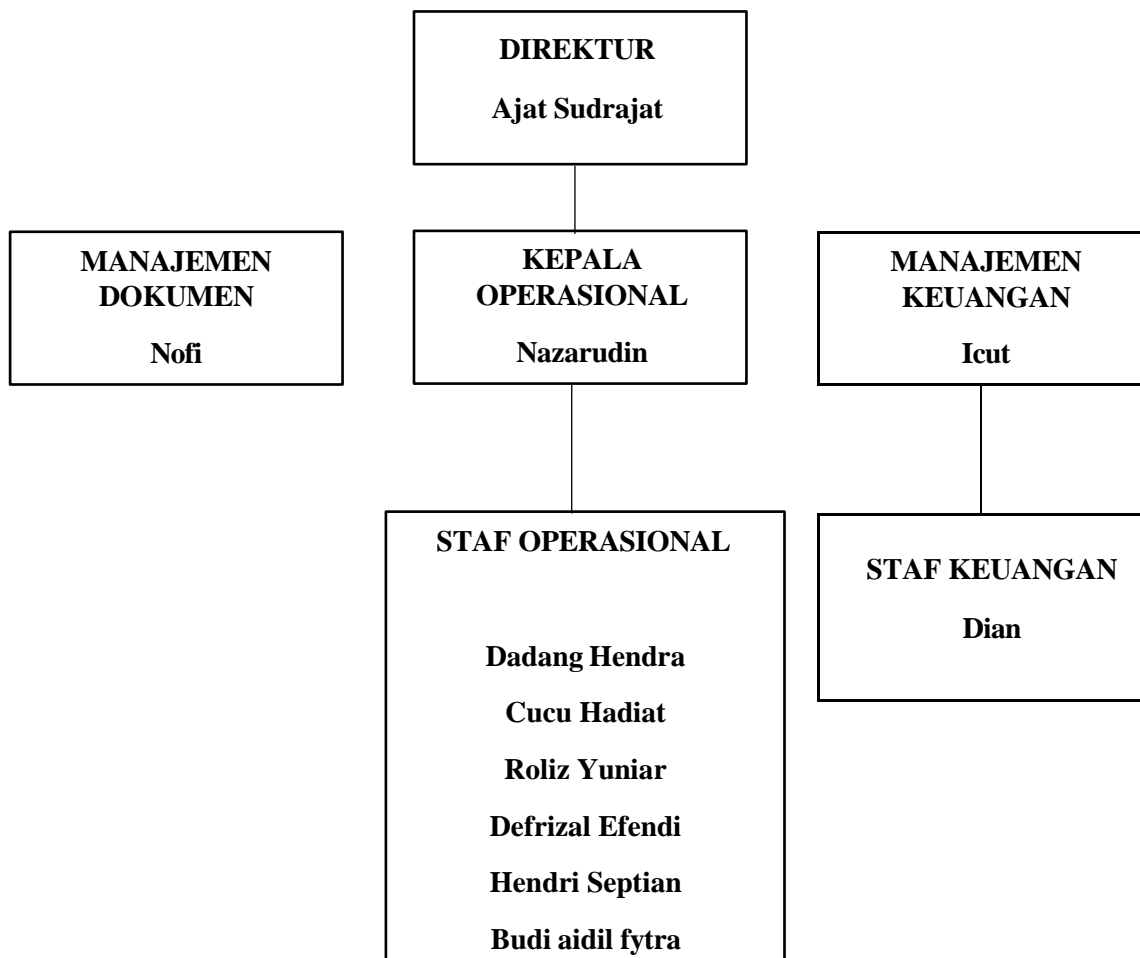 DIREKTUR
Ajat Sudrajat
MANAJEMEN
DOKUMEN
Nofi
KEPALA
OPERASIONAL
Nazarudin
MANAJEMEN
KEUANGAN
Icut
STAF OPERASIONAL
Dadang Hendra
Cucu Hadiat
Roliz Yuniar
Defrizal Efendi
Hendri Septian
Budi aidil fytra
STAF KEUANGAN
Dian